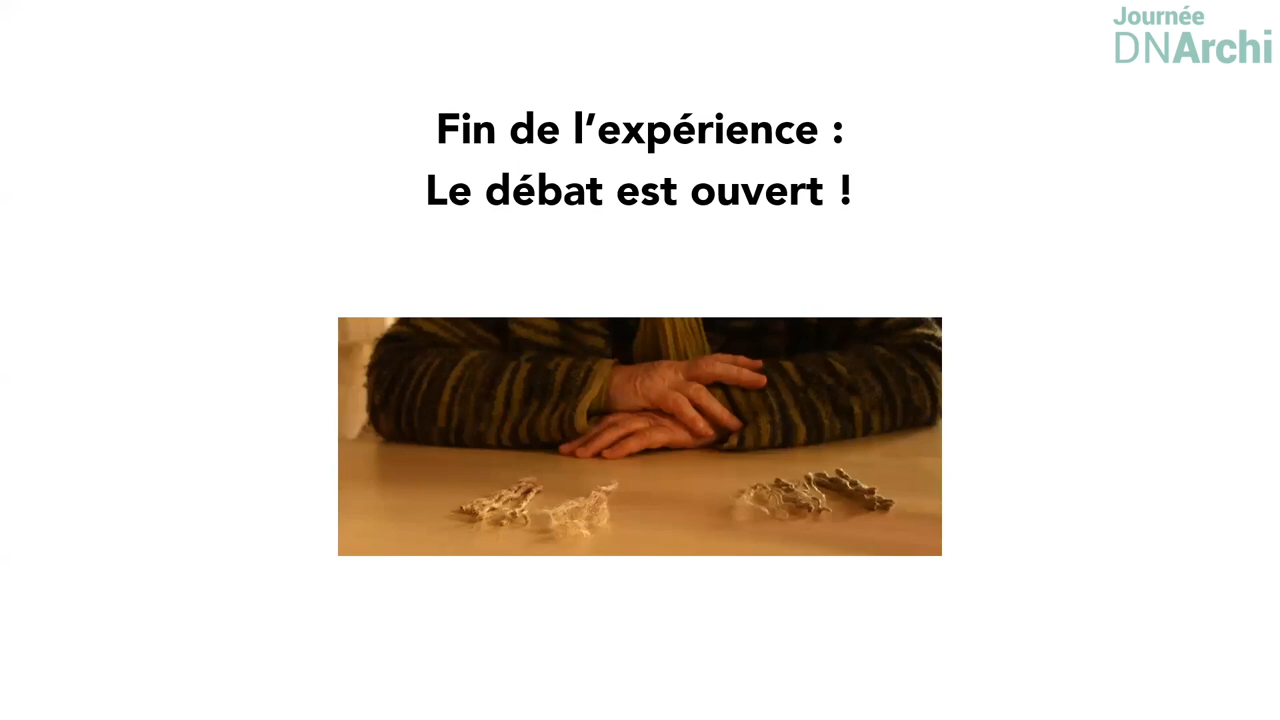 Journée
DNArchi
Fin de l’expérience :
Le débat est ouvert !